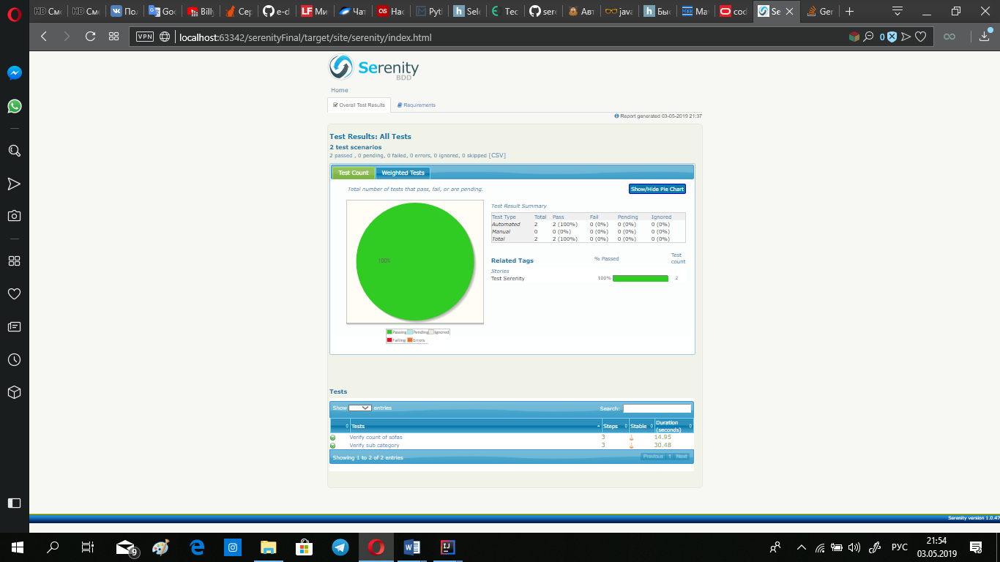 HD Смо
HD Смо
Пол
Goo
Billy
Сер
e-d
LF Ми
Чат
OS Нас
Pyth
h Sele
Тес
sere
Авт
java
h Быс
Ma
cod
Se
Ger
VPN localhost:63342/serenityFinal/target/site/serenity/index.html
0
Serenity
BDD
Home
Overall Test Results Requirements
Report generated 03-05-2019 21:37
Test Results: All Tests
2 test scenarios
2 passed , 0 pending, 0 failed, 0 errors, 0 ignored, 0 skipped [CSV]
Test Count Weighted Tests
Total number of tests that pass, fail, or are pending.
Show/Hide Pie Chart
100%
Passing Pending Ignored
Failing Errors
Test Result Summary
Test Type Total Pass Fail Pending Ignored
Automated 2 2 (100%) 0 (0%) 0 (0%) 0 (0%)
Manual 0 0 (0%) 0 (0%) 0 (0%) 0 (0%)
Total 2 2 (100%) 0 (0%) 0 (0%) 0 (0%)
Related Tags % Passed Test count
Stories
Test Serenity 100% 2
Tests
Show entries Search:
Tests Steps Stable Duration (seconds)
Verify count of sofas 3 14.95
Verify sub category 3 30.48
Showing 1 to 2 of 2 entries Previous 1 Next
Serenity version 1.0.47
9
РУС
21:54
03.05.2019